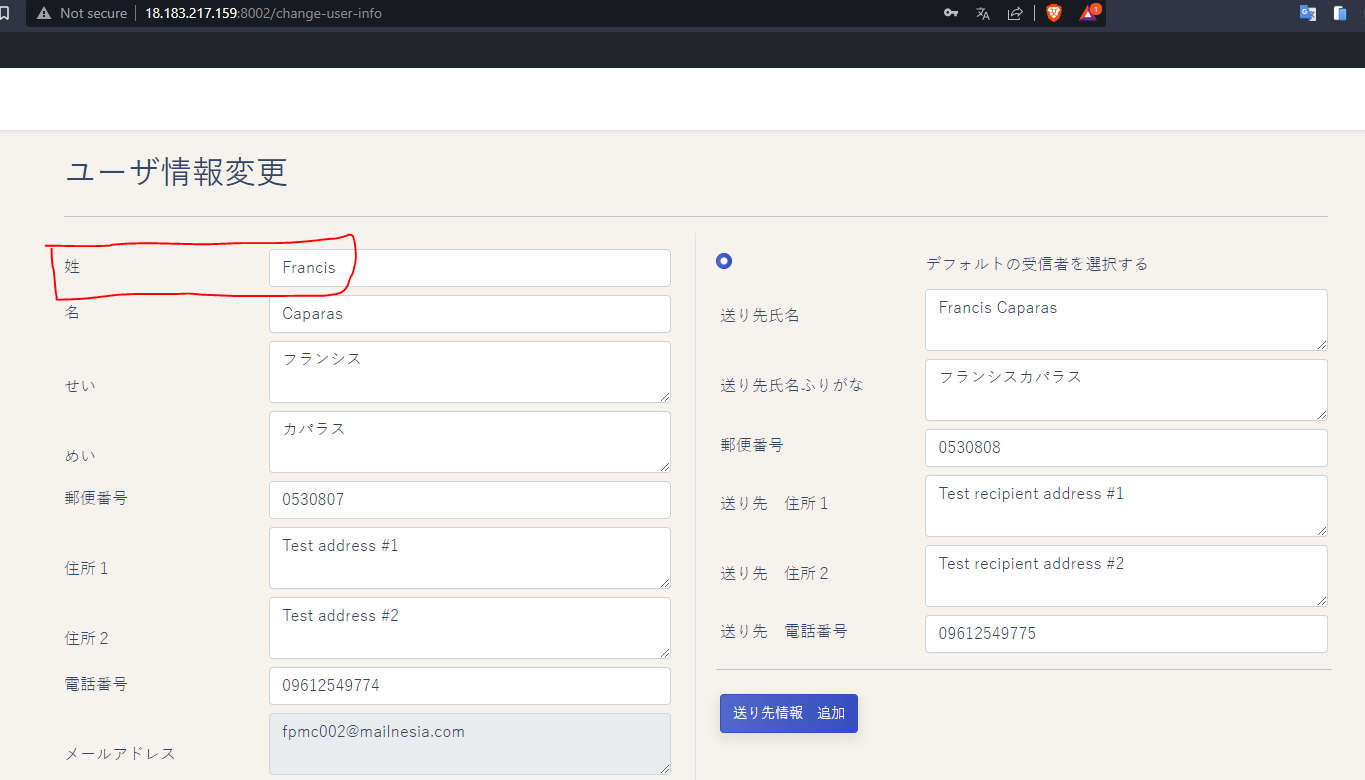 Not secure 18.183.217.159:8002/change-user-info
1
ユーザ情報変更
姓 Francis
名 Caparas
せい フランシス
めい カパラス
郵便番号 0530807
住所１ Test address #1
住所２ Test address #2
電話番号 09612549774
メールアドレス fpmc002@mailnesia.com
デフォルトの受信者を選択する
送り先氏名 Francis Caparas
送り先氏名ふりがな フランシスカパラス
郵便番号 0530808
送り先　住所１ Test recipient address #1
送り先　住所２ Test recipient address #2
送り先　電話番号 09612549775
送り先情報　追加